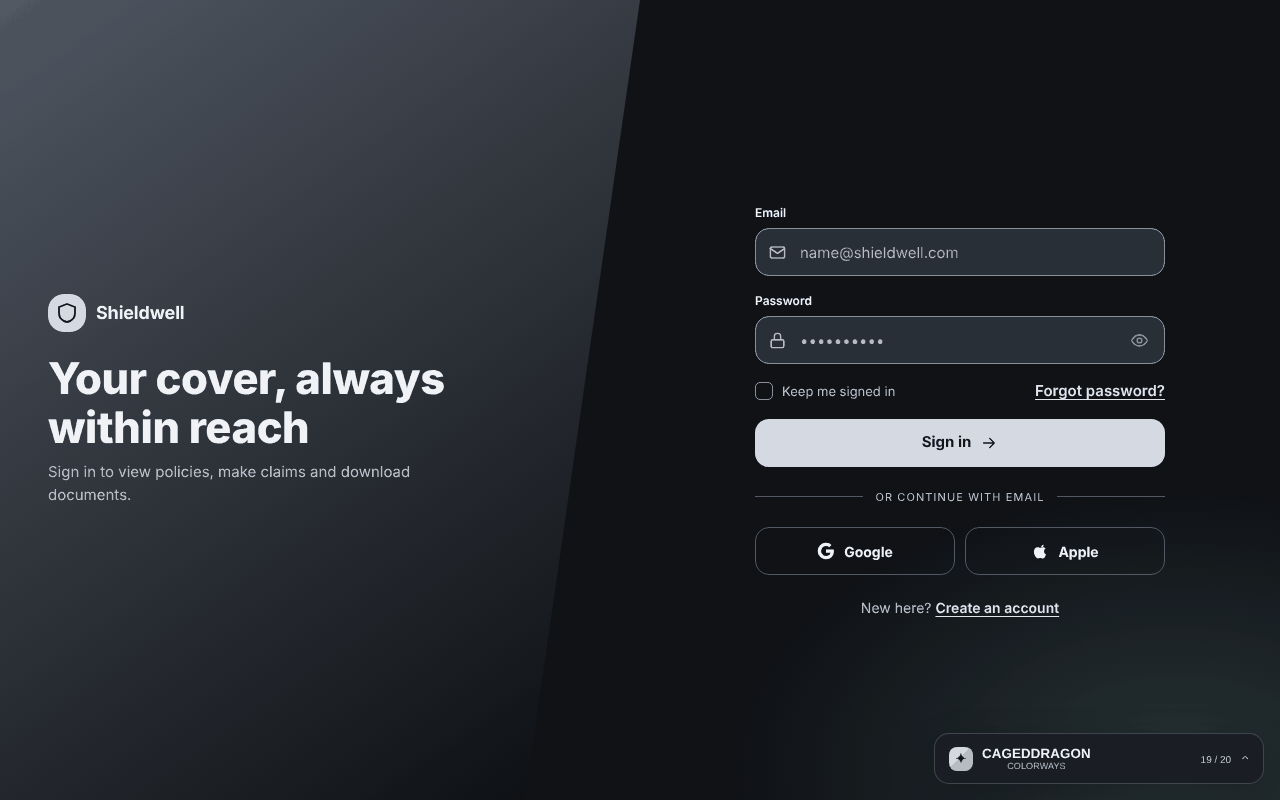 Shieldwell
Your cover, always
within reach
Sign in to view policies, make claims and download
documents.
Email
name@shieldwell.com
Password
••••••••••
Keep me signed in
Forgot password?
Sign in →
OR CONTINUE WITH EMAIL
Google
Apple
New here? Create an account
CAGEDDRAGON
COLORWAYS
19 / 20